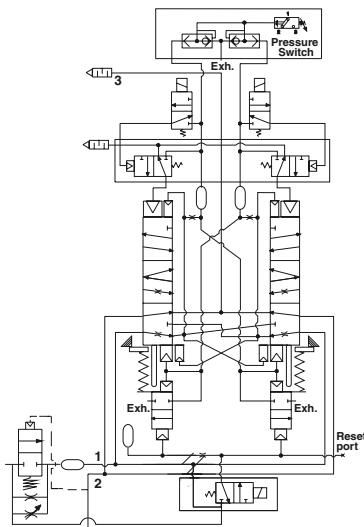 Pressure
Switch
Exh.
3
Exh.
Exh.
Reset
port
1
2